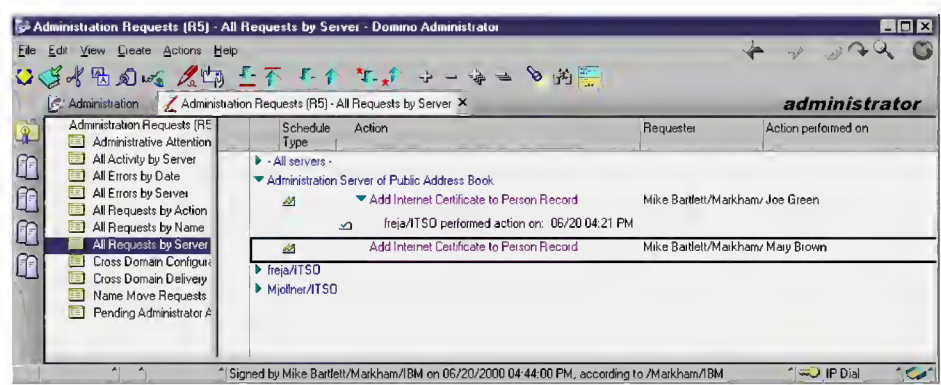 Administration Requests (R5) - All Requests by Server - Domino Administrator
File Edit View Create Actions Help
Administration
Administration Requests (R5) - All Requests by Server
administrator
Administration Requests (RE
Administrative Attention
All Activity by Server
All Errors by Date
All Errors by Server
All Requests by Action
All Requests by Name
All Requests by Server
Cross Domain Configura
Cross Domain Delivery
Name Move Requests
Pending Administrator A
Schedule Type Action Requester Action performed on
- All servers -
Administration Server of Public Address Book
Add Internet Certificate to Person Record Mike Bartlett/Markham/ Joe Green
freja/ITSO performed action on: 06/20 04:21 PM
Add Internet Certificate to Person Record Mike Bartlett/Markham/ Mary Brown
freja/ITSO
Mjollner/ITSO
Signed by Mike Bartlett/Markham/IBM on 06/20/2000 04:44:00 PM, according to /Markham/IBM
IP Dial